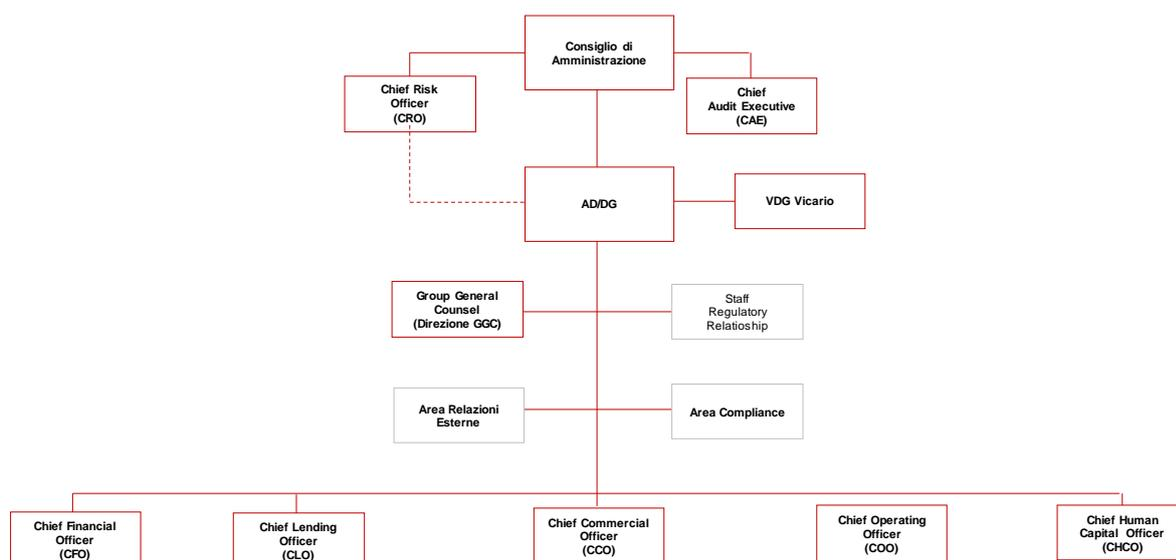 Consiglio di
Amministrazione
Chief Risk
Officer
(CRO)
Chief
Audit Executive
(CAE)
AD/DG
VDG Vicario
Group General
Counsel
(Direzione GGC)
Staff
Regulatory
Relatioship
Area Relazioni
Esterne
Area Compliance
Chief Financial
Officer
(CFO)
Chief Lending
Officer
(CLO)
Chief Commercial
Officer
(CCO)
Chief Operating
Officer
(COO)
Chief Human
Capital Officer
(CHCO)